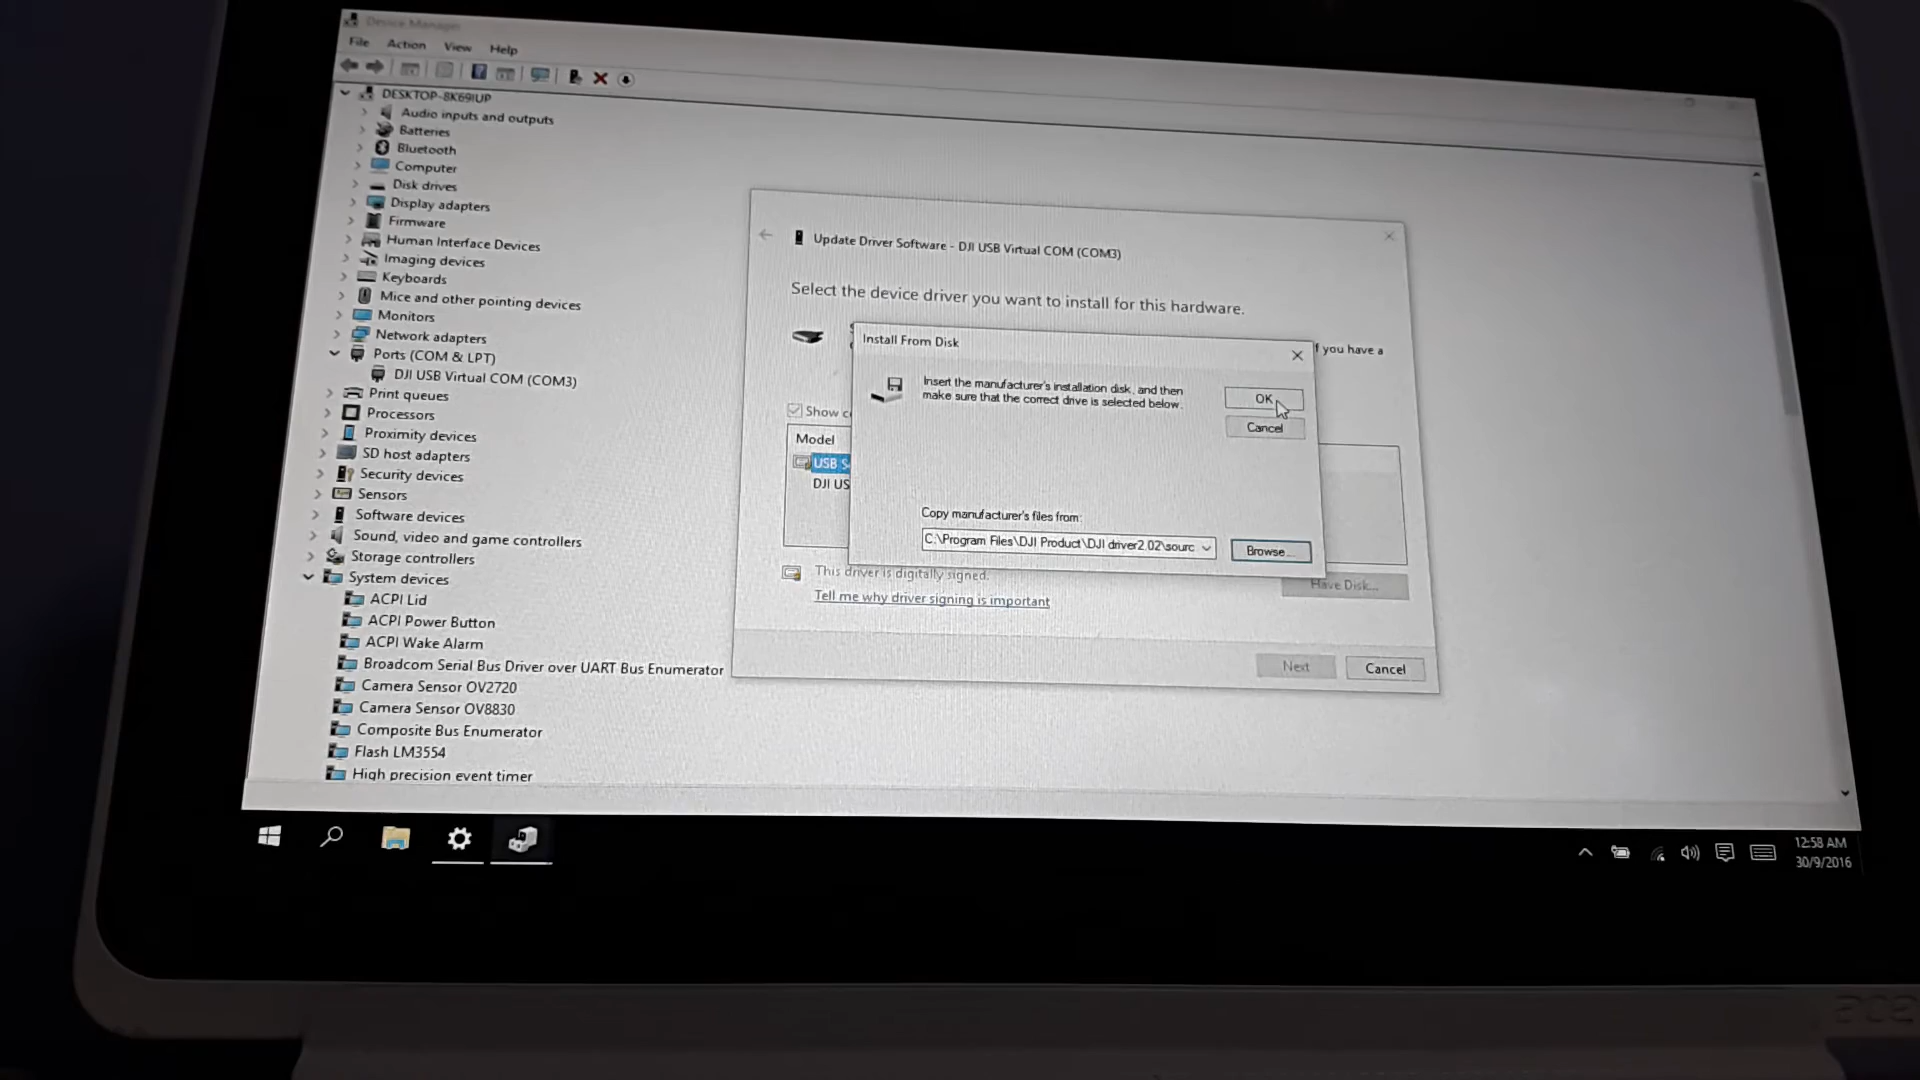 Device Manager
File Action View Help
DESKTOP-8K69IUP
Audio inputs and outputs
Batteries
Bluetooth
Computer
Disk drives
Display adapters
Firmware
Human Interface Devices
Imaging devices
Keyboards
Mice and other pointing devices
Monitors
Network adapters
Ports (COM & LPT)
DJI USB Virtual COM (COM3)
Print queues
Processors
Proximity devices
SD host adapters
Security devices
Sensors
Software devices
Sound, video and game controllers
Storage controllers
System devices
ACPI Lid
ACPI Power Button
ACPI Wake Alarm
Broadcom Serial Bus Driver over UART Bus Enumerator
Camera Sensor OV2720
Camera Sensor OV8830
Composite Bus Enumerator
Flash LM3554
High precision event timer
Update Driver Software - DJI USB Virtual COM (COM3)
Select the device driver you want to install for this hardware.
f you have a
Show c
Model
USB S
DJI US
Install From Disk
Insert the manufacturer's installation disk, and then
make sure that the correct drive is selected below.
OK
Cancel
Copy manufacturer's files from:
C:\Program Files\DJI Product\DJI driver2.02\sourc
Browse...
This driver is digitally signed.
Have Disk...
Tell me why driver signing is important
Next
Cancel
12:58 AM
30/9/2016